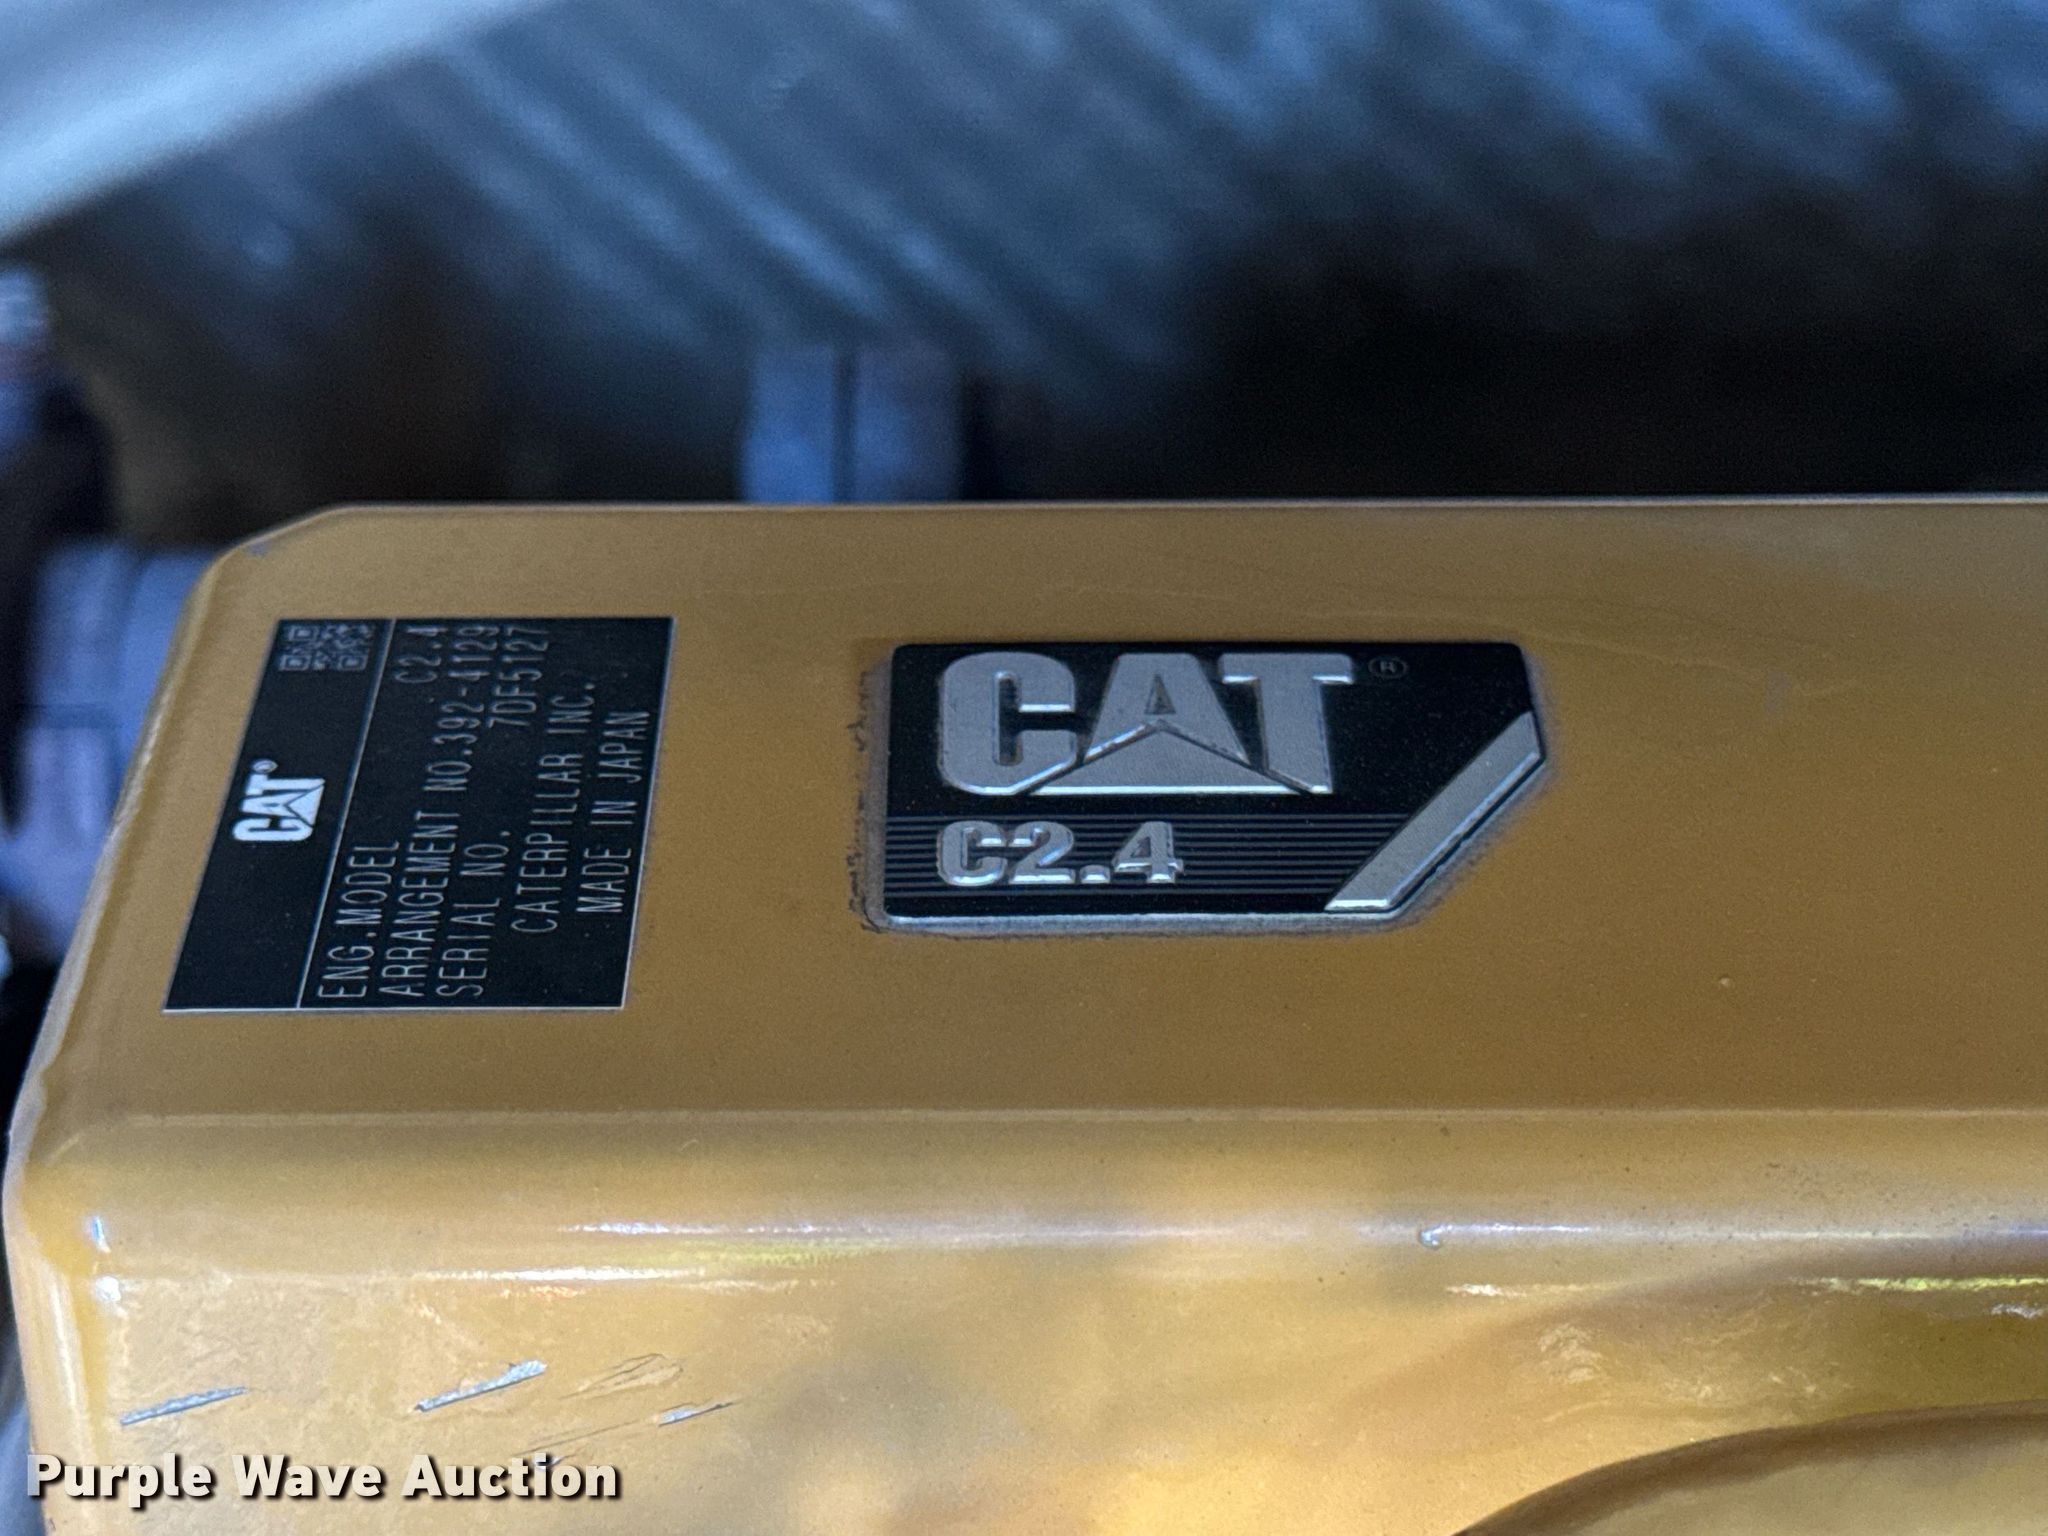 CAT®
ENG.MODEL C2.4
ARRANGEMENT NO.392-4129
SERIAL NO. 7DF5127
CATERPILLAR INC.
MADE IN JAPAN
CAT®
C2.4
Purple Wave Auction